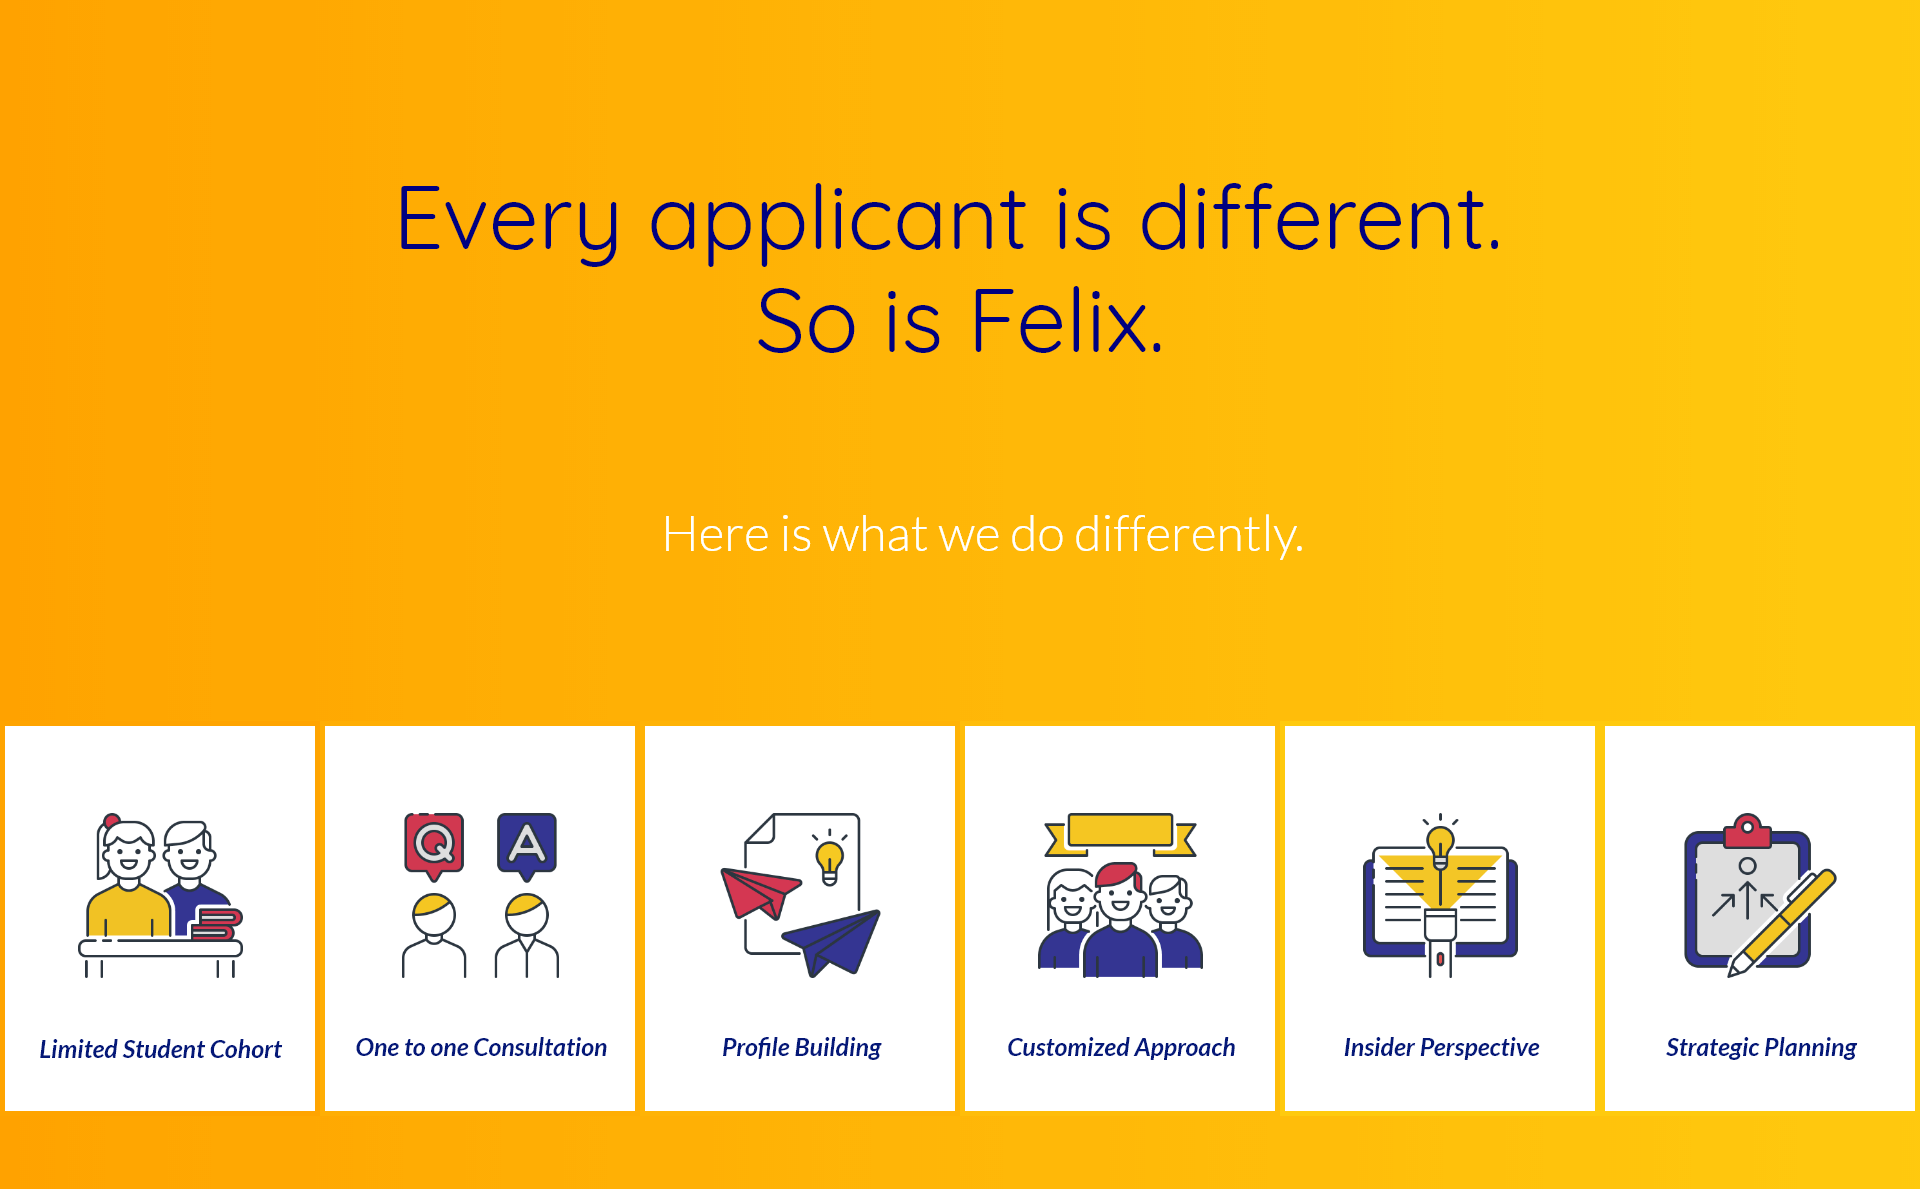 Every applicant is different.
So is Felix.
Here is what we do differently.
Q A
Limited Student Cohort
One to one Consultation
Profile Building
Customized Approach
Insider Perspective
Strategic Planning